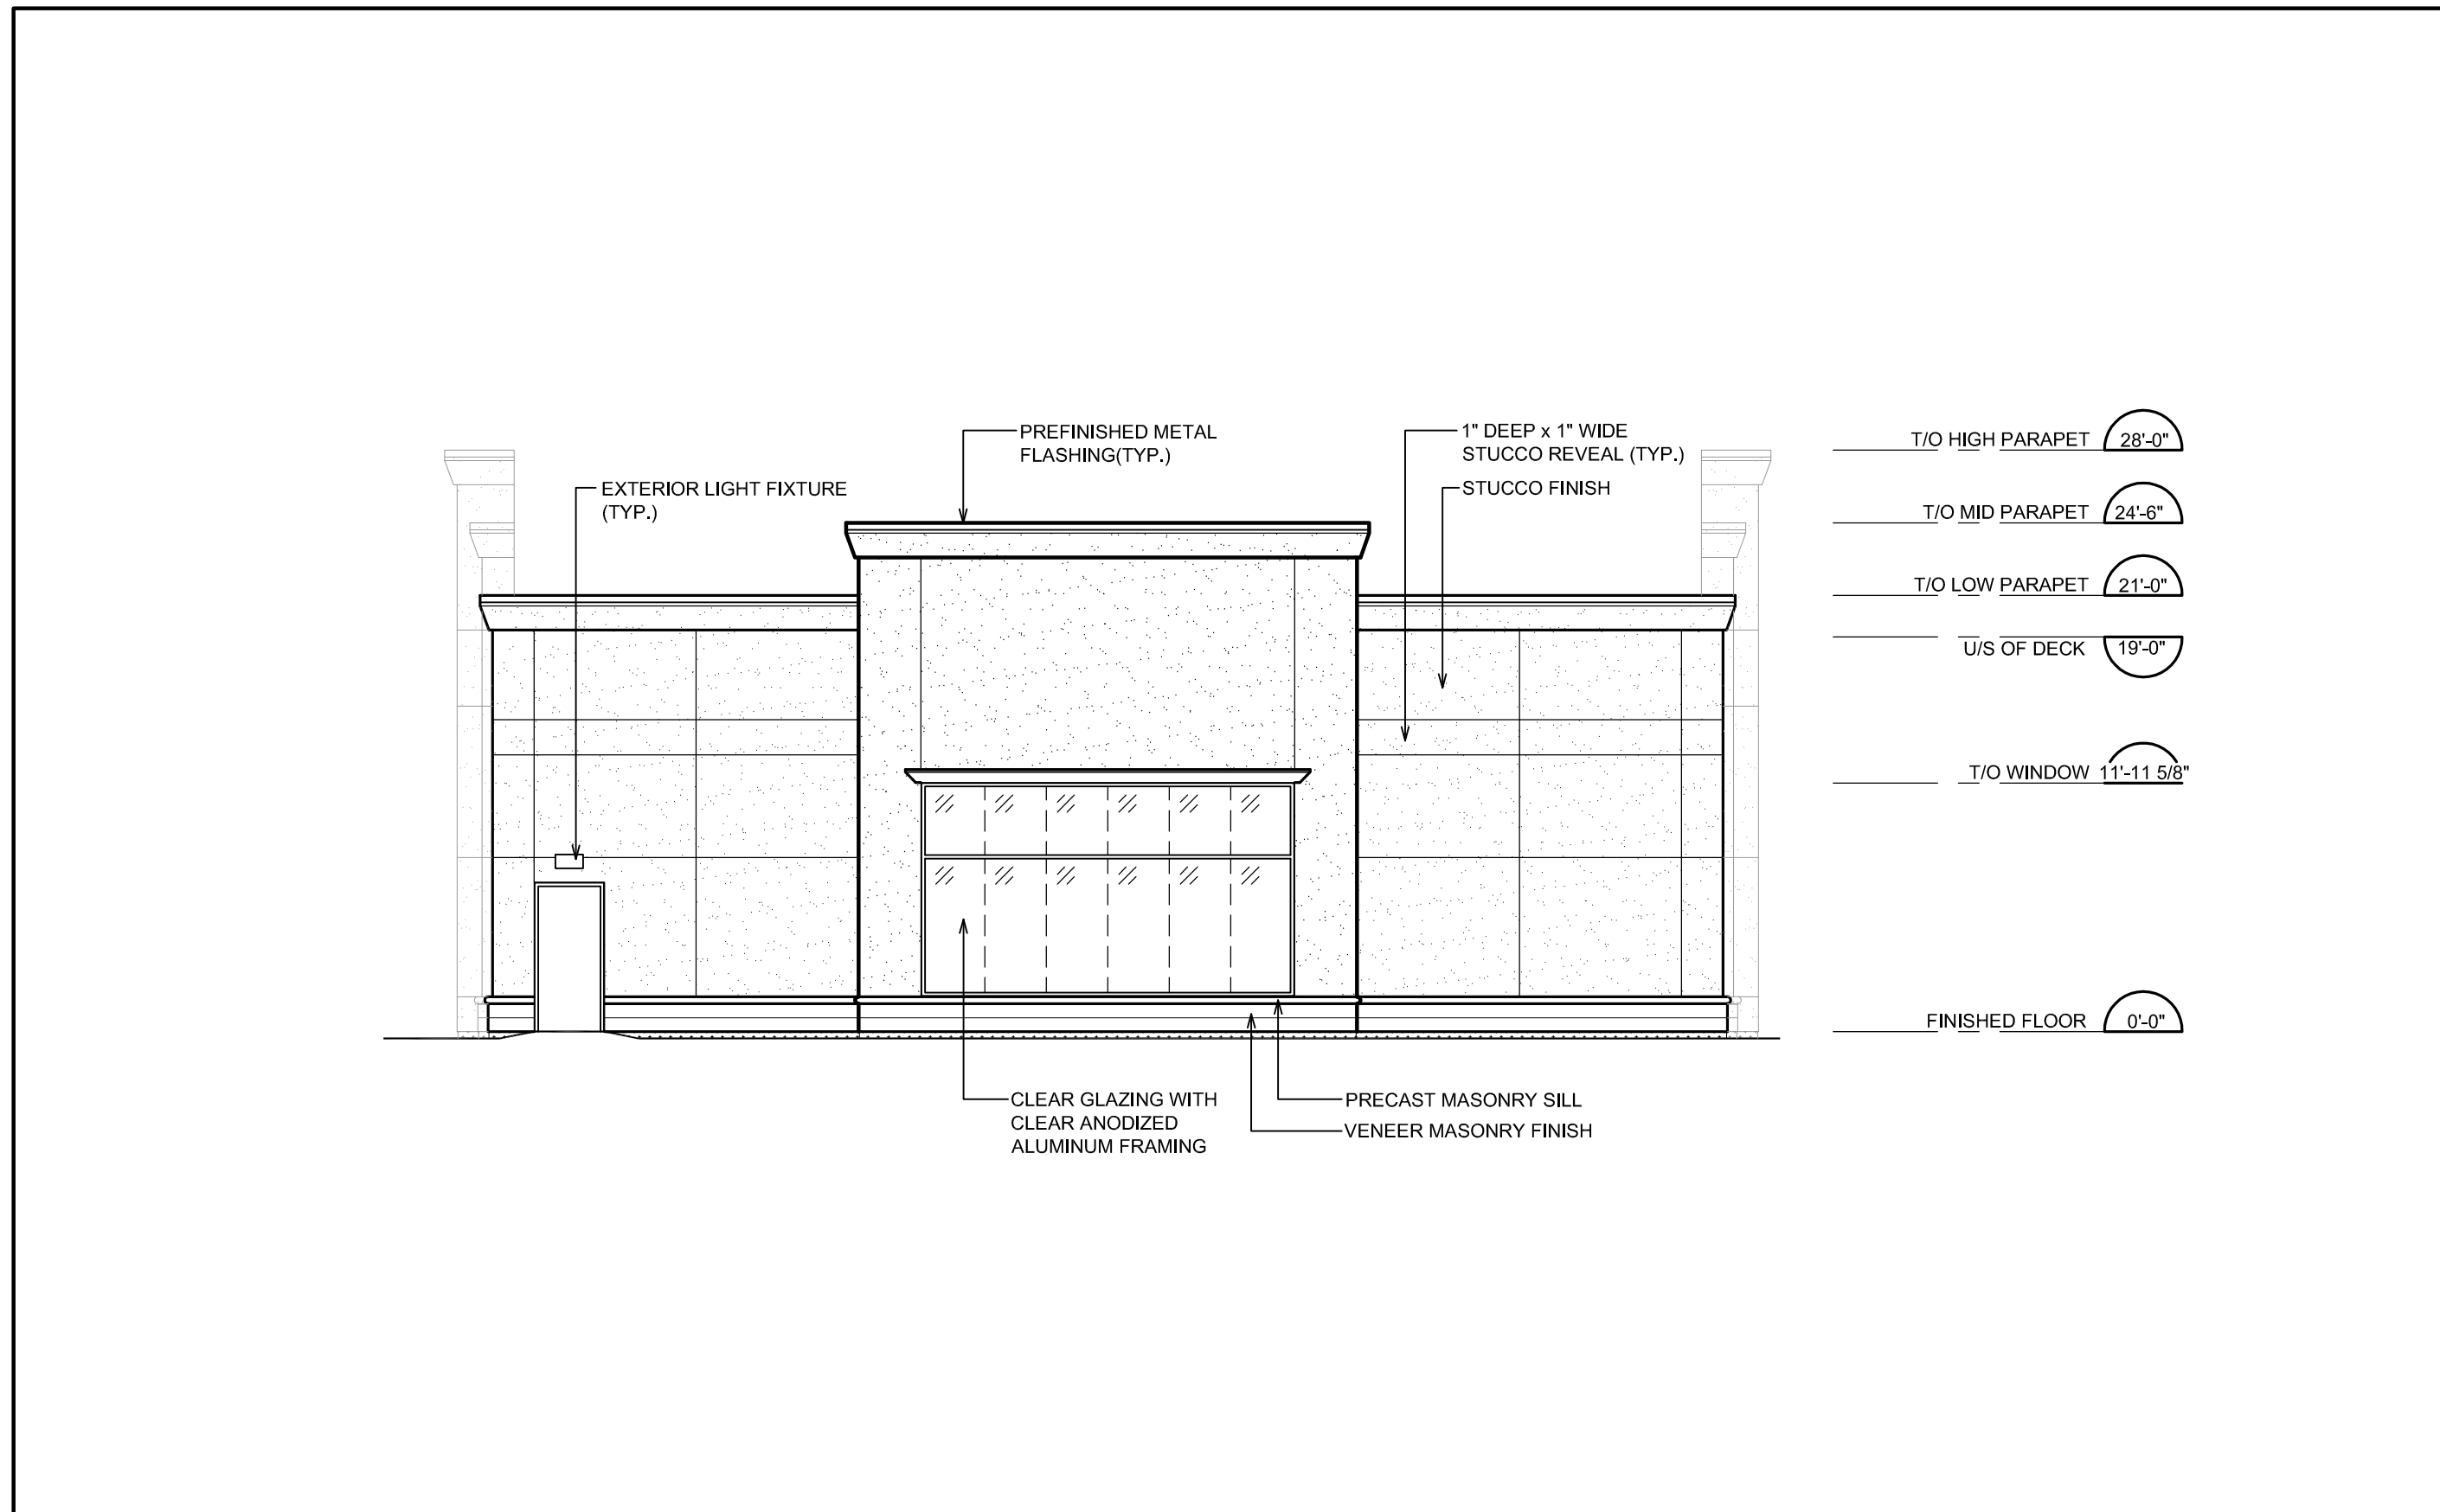 PREFINISHED METAL
FLASHING(TYP.)
1" DEEP x 1" WIDE
STUCCO REVEAL (TYP.)
STUCCO FINISH
EXTERIOR LIGHT FIXTURE
(TYP.)
T/O HIGH PARAPET 28'-0"
T/O MID PARAPET 24'-6"
T/O LOW PARAPET 21'-0"
U/S OF DECK 19'-0"
T/O WINDOW 11'-11 5/8"
FINISHED FLOOR 0'-0"
CLEAR GLAZING WITH
CLEAR ANODIZED
ALUMINUM FRAMING
PRECAST MASONRY SILL
VENEER MASONRY FINISH